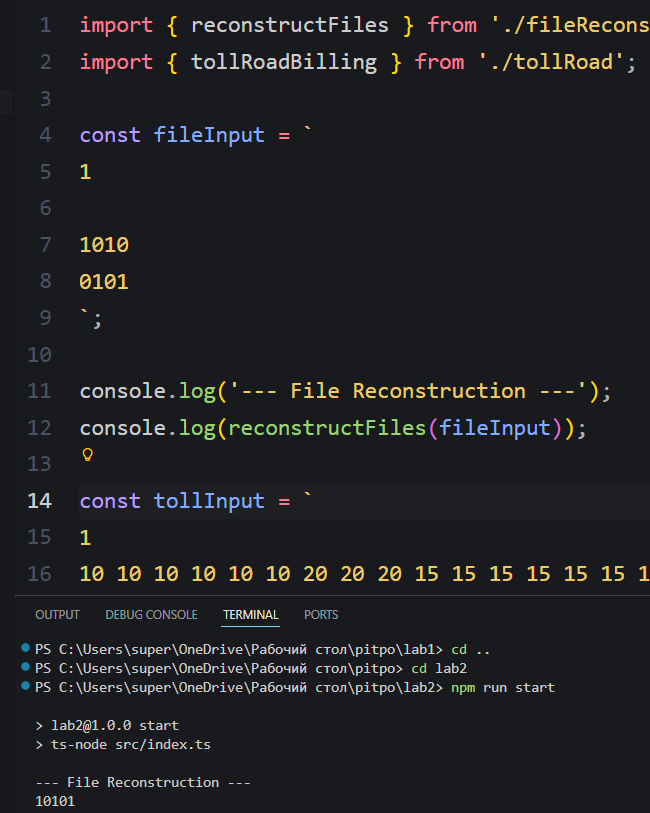 1 import { reconstructFiles } from './fileRecons
2 import { tollRoadBilling } from './tollRoad';
3
4 const fileInput = `
5 1
6
7 1010
8 0101
9 `;
10
11 console.log('--- File Reconstruction ---');
12 console.log(reconstructFiles(fileInput));
13
14 const tollInput = `
15 1
16 10 10 10 10 10 10 20 20 20 15 15 15 15 15 15 1
OUTPUT DEBUG CONSOLE TERMINAL PORTS
PS C:\Users\super\OneDrive\Рабочий стол\pitpo\lab1> cd ..
PS C:\Users\super\OneDrive\Рабочий стол\pitpo> cd lab2
PS C:\Users\super\OneDrive\Рабочий стол\pitpo\lab2> npm run start
> lab2@1.0.0 start
> ts-node src/index.ts
--- File Reconstruction ---
10101